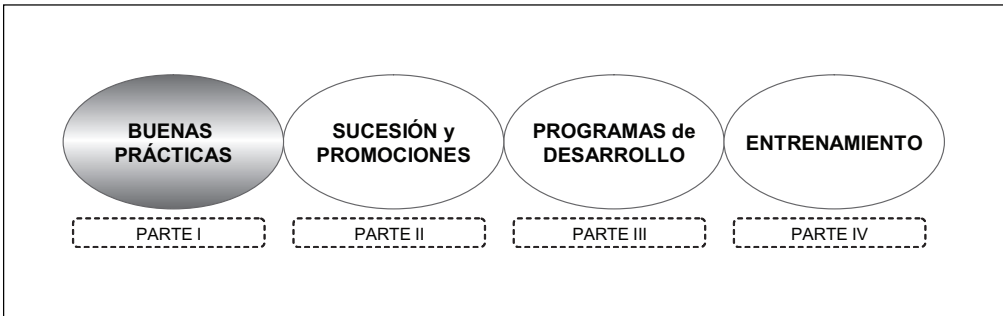 BUENAS
PRÁCTICAS
SUCESIÓN y
PROMOCIONES
PROGRAMAS de
DESARROLLO
ENTRENAMIENTO
PARTE I
PARTE II
PARTE III
PARTE IV